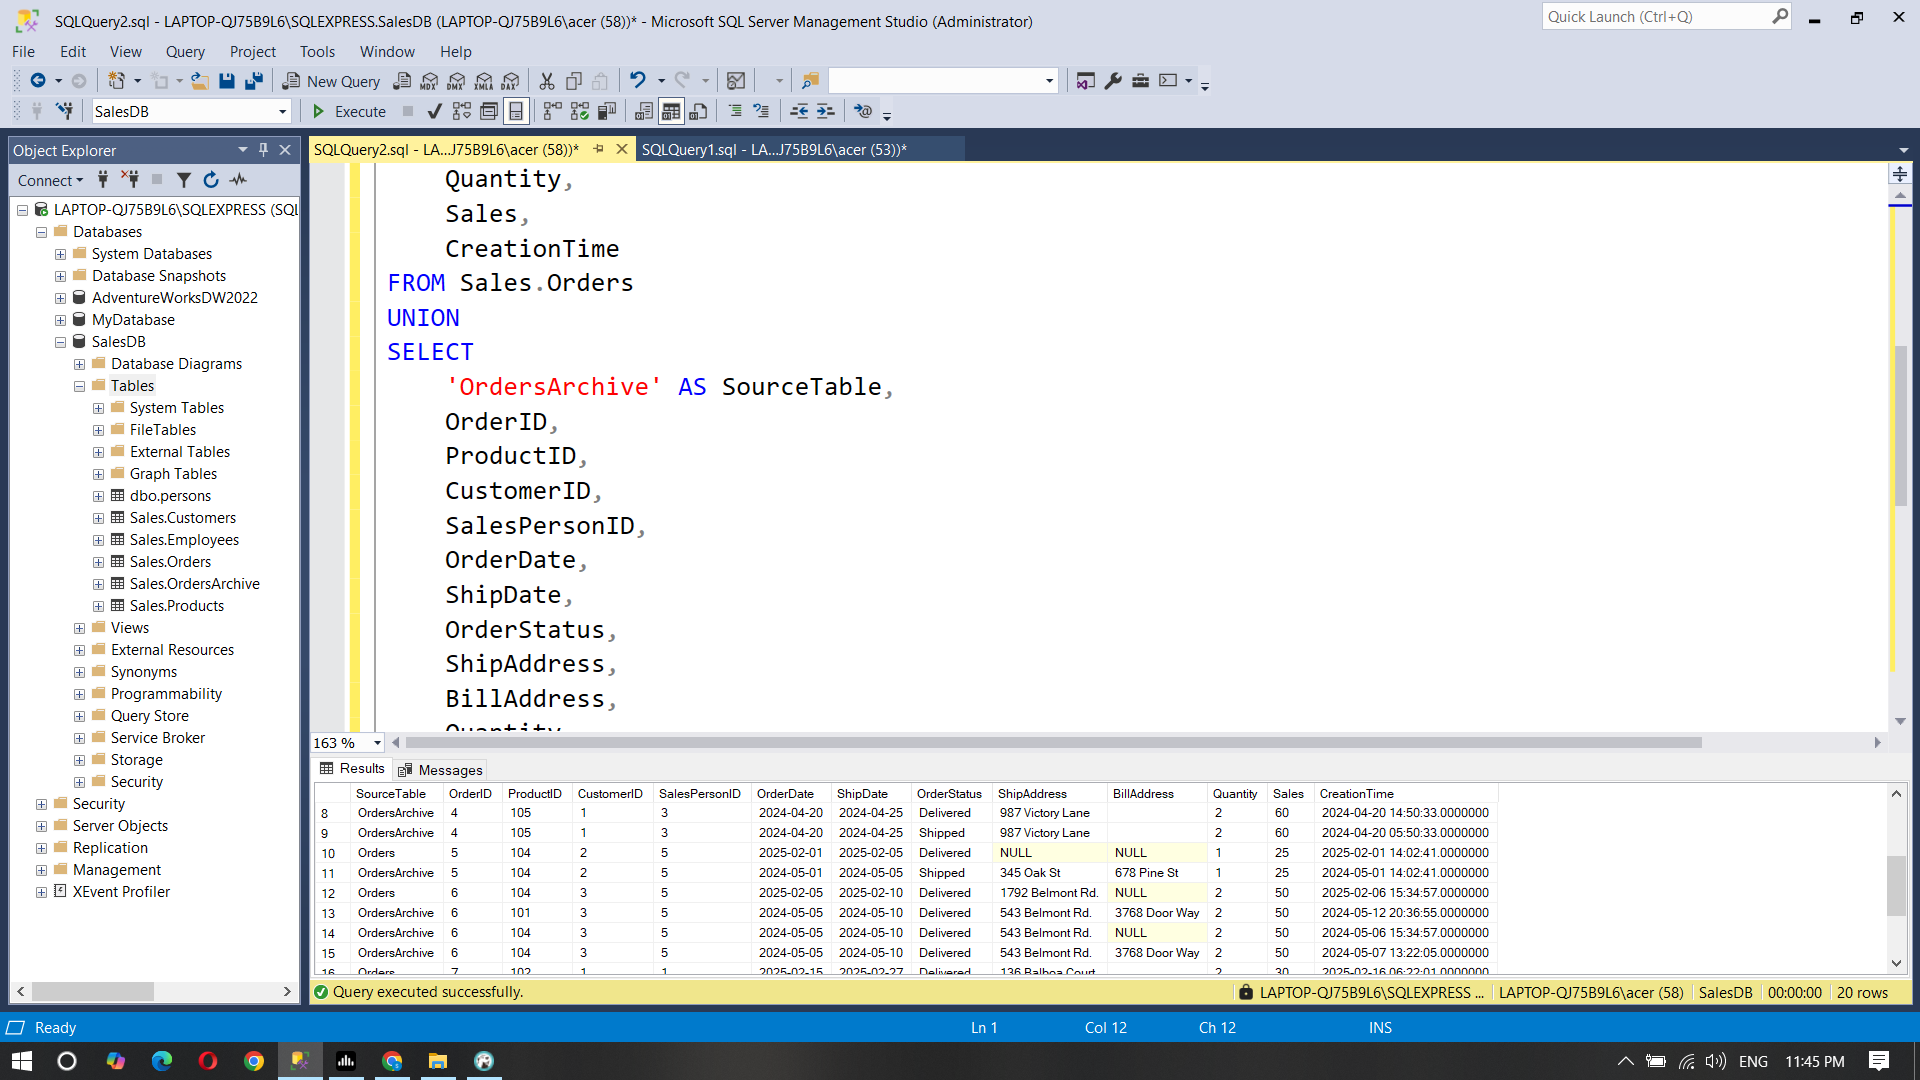 SQLQuery2.sql - LAPTOP-QJ75B9L6\SQLEXPRESS.SalesDB (LAPTOP-QJ75B9L6\acer (58))* - Microsoft SQL Server Management Studio (Administrator)
Quick Launch (Ctrl+Q)
File Edit View Query Project Tools Window Help
New Query MDX DMX XMLA DAX
SalesDB Execute
Object Explorer
SQLQuery2.sql - LA...J75B9L6\acer (58))* SQLQuery1.sql - LA...J75B9L6\acer (53))*
Connect
LAPTOP-QJ75B9L6\SQLEXPRESS (SQL
Databases
System Databases
Database Snapshots
AdventureWorksDW2022
MyDatabase
SalesDB
Database Diagrams
Tables
System Tables
FileTables
External Tables
Graph Tables
dbo.persons
Sales.Customers
Sales.Employees
Sales.Orders
Sales.OrdersArchive
Sales.Products
Views
External Resources
Synonyms
Programmability
Query Store
Service Broker
Storage
Security
Security
Server Objects
Replication
Management
XEvent Profiler
Quantity,
Sales,
CreationTime
FROM Sales.Orders
UNION
SELECT
'OrdersArchive' AS SourceTable,
OrderID,
ProductID,
CustomerID,
SalesPersonID,
OrderDate,
ShipDate,
OrderStatus,
ShipAddress,
BillAddress,
Quantity
163 %
Results Messages
SourceTable OrderID ProductID CustomerID SalesPersonID OrderDate ShipDate OrderStatus ShipAddress BillAddress Quantity Sales CreationTime
8 OrdersArchive 4 105 1 3 2024-04-20 2024-04-25 Delivered 987 Victory Lane 2 60 2024-04-20 14:50:33.0000000
9 OrdersArchive 4 105 1 3 2024-04-20 2024-04-25 Shipped 987 Victory Lane 2 60 2024-04-20 05:50:33.0000000
10 Orders 5 104 2 5 2025-02-01 2025-02-05 Delivered NULL NULL 1 25 2025-02-01 14:02:41.0000000
11 OrdersArchive 5 104 2 5 2024-05-01 2024-05-05 Shipped 345 Oak St 678 Pine St 1 25 2024-05-01 14:02:41.0000000
12 Orders 6 104 3 5 2025-02-05 2025-02-10 Delivered 1792 Belmont Rd. NULL 2 50 2025-02-06 15:34:57.0000000
13 OrdersArchive 6 101 3 5 2024-05-05 2024-05-10 Delivered 543 Belmont Rd. 3768 Door Way 2 50 2024-05-12 20:36:55.0000000
14 OrdersArchive 6 104 3 5 2024-05-05 2024-05-10 Delivered 543 Belmont Rd. NULL 2 50 2024-05-06 15:34:57.0000000
15 OrdersArchive 6 104 3 5 2024-05-05 2024-05-10 Delivered 543 Belmont Rd. 3768 Door Way 2 50 2024-05-07 13:22:05.0000000
16 Orders 7 102 1 1 2025-02-15 2025-02-27 Delivered 136 Balboa Court 2 30 2025-02-16 06:22:01.0000000
Query executed successfully. LAPTOP-QJ75B9L6\SQLEXPRESS ... LAPTOP-QJ75B9L6\acer (58) SalesDB 00:00:00 20 rows
Ready Ln 1 Col 12 Ch 12 INS
ENG 11:45 PM